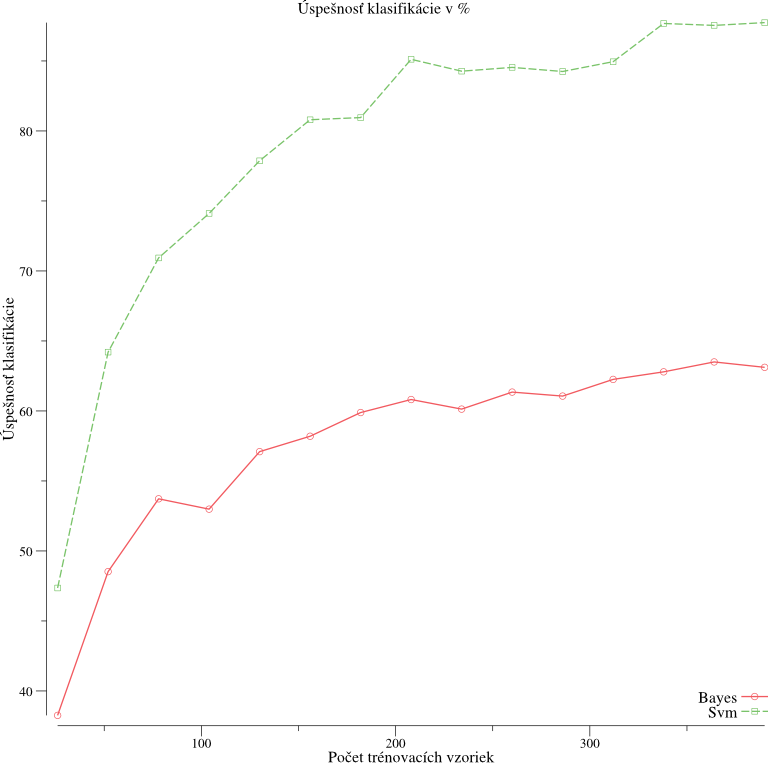 Úspešnosť klasifikácie v %
Úspešnosť klasifikácie
80
70
60
50
40
Bayes
Svm
100
200
300
Počet trénovacích vzoriek